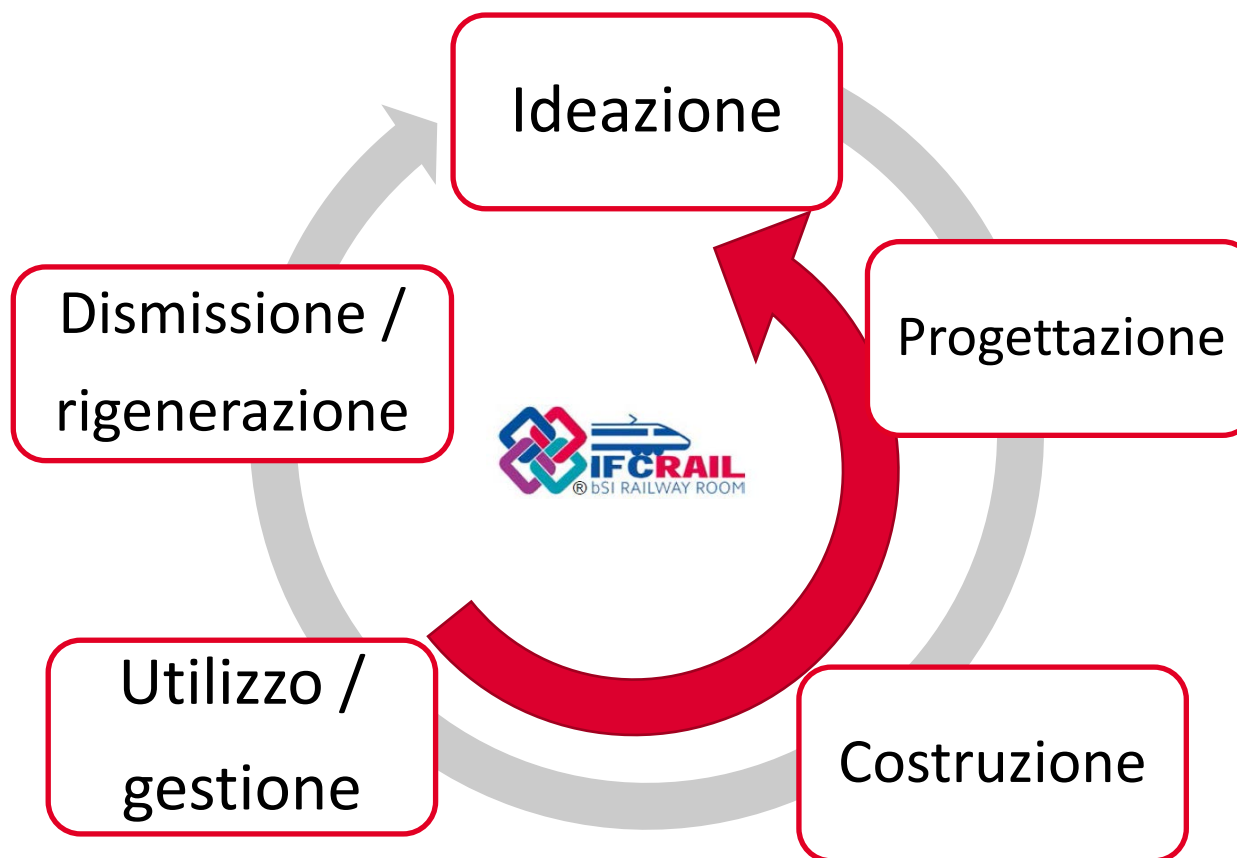 Ideazione
Progettazione
Costruzione
Utilizzo /
gestione
Dismissione /
rigenerazione
IFCRAIL
® bSI RAILWAY ROOM